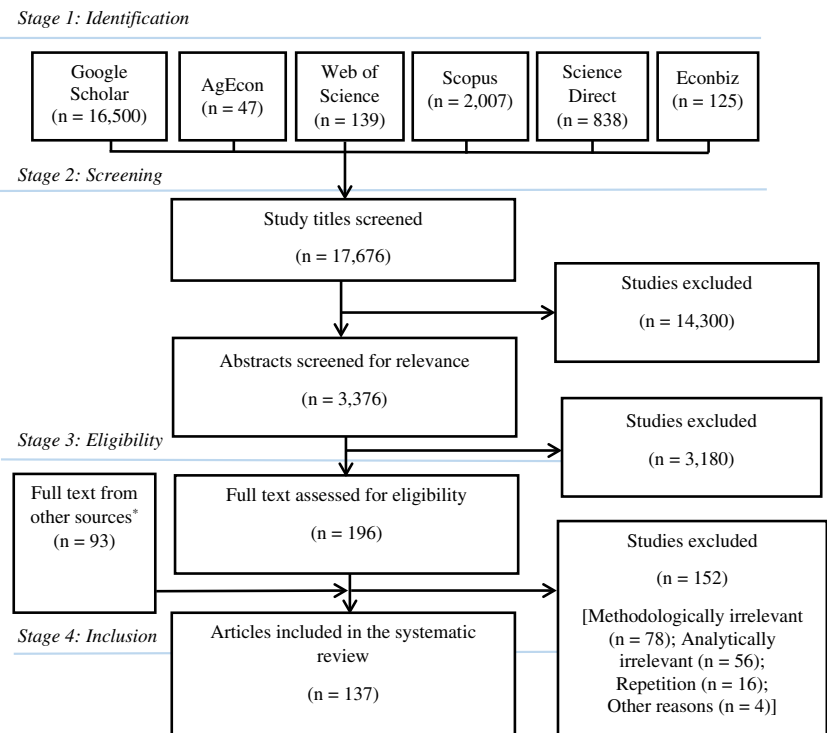 Stage 1: Identification
Google
Scholar
(n = 16,500)
AgEcon
(n = 47)
Web of
Science
(n = 139)
Scopus
(n = 2,007)
Science
Direct
(n = 838)
Econbiz
(n = 125)
Stage 2: Screening
Study titles screened
(n = 17,676)
Studies excluded
(n = 14,300)
Abstracts screened for relevance
(n = 3,376)
Studies excluded
(n = 3,180)
Stage 3: Eligibility
Full text from
other sources*
(n = 93)
Full text assessed for eligibility
(n = 196)
Studies excluded
(n = 152)
[Methodologically irrelevant
(n = 78); Analytically
irrelevant (n = 56);
Repetition (n = 16);
Other reasons (n = 4)]
Stage 4: Inclusion
Articles included in the systematic
review
(n = 137)